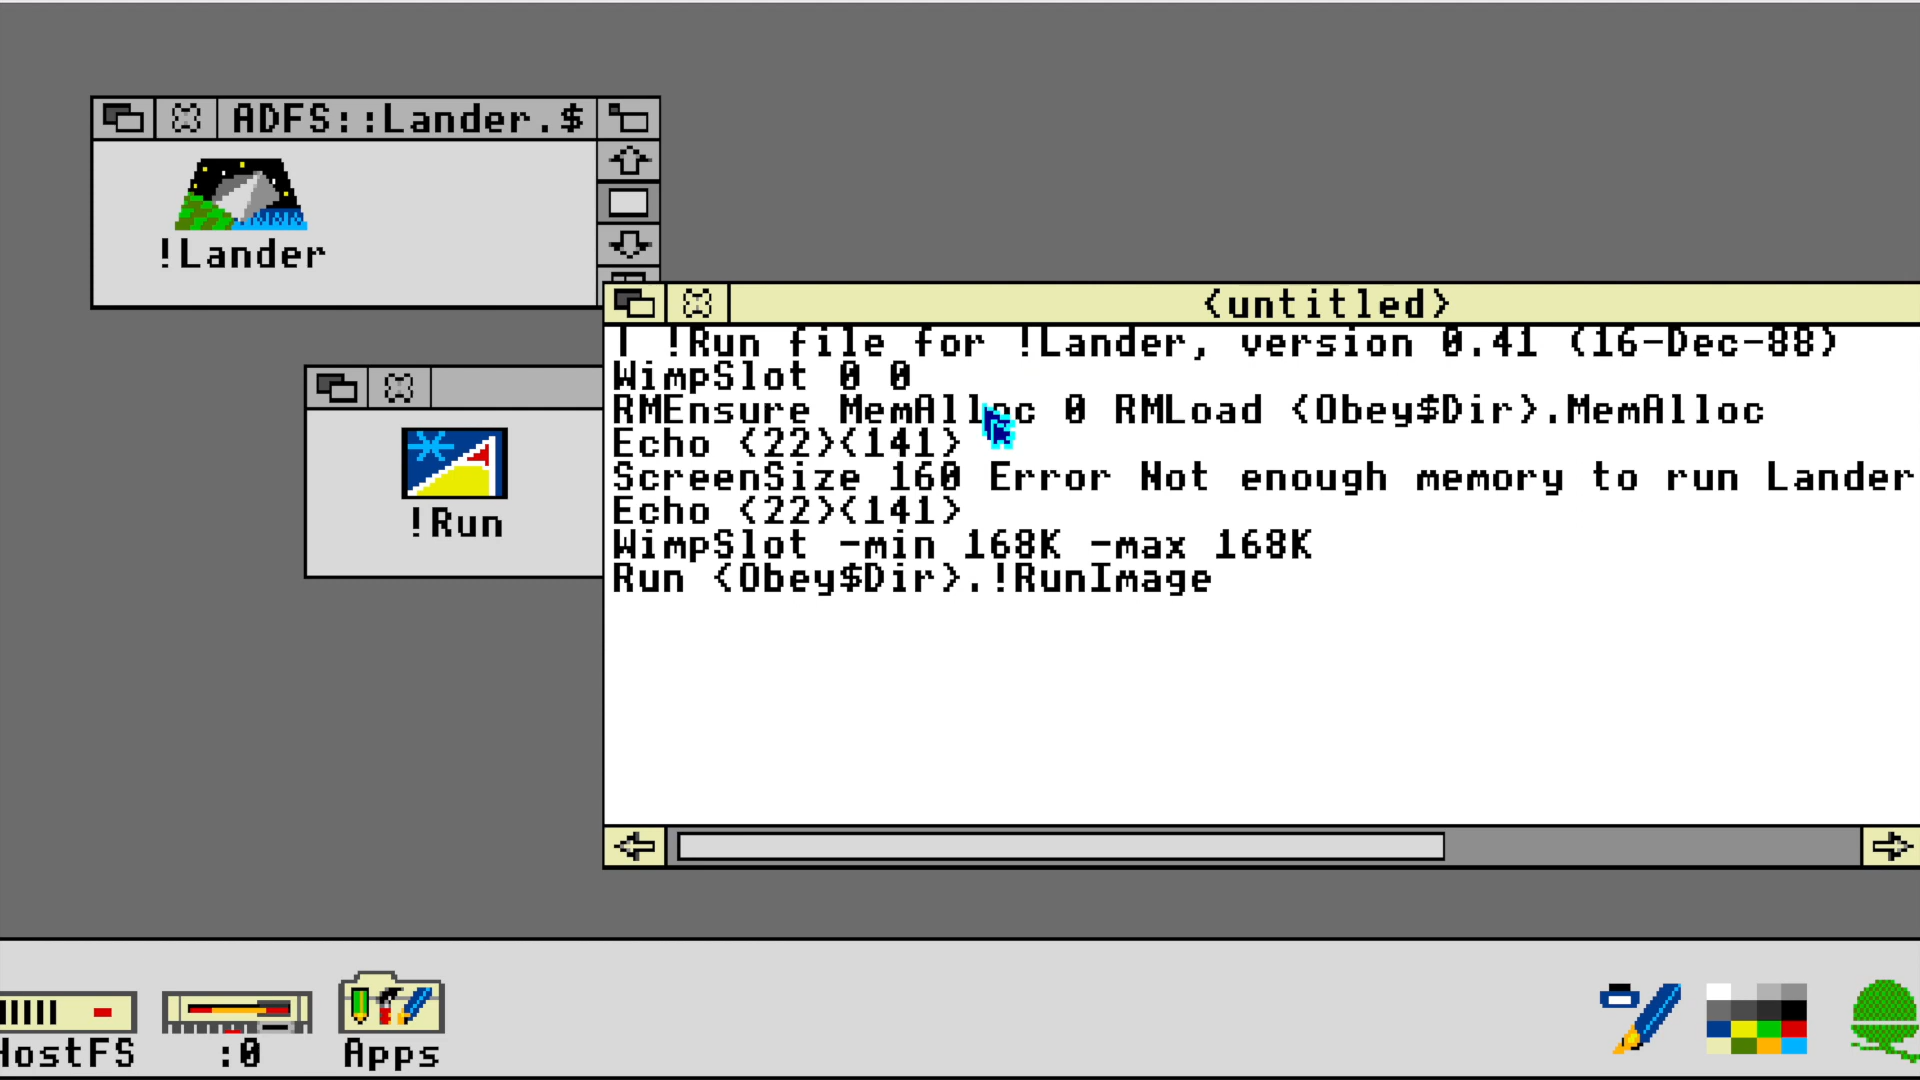 ADFS::Lander.$
!Lander
<untitled>
| !Run file for !Lander, version 0.41 (16-Dec-88)
WimpSlot 0 0
RMEnsure MemAlloc 0 RMLoad <Obey$Dir>.MemAlloc
Echo <22><141>
ScreenSize 160 Error Not enough memory to run Lander
Echo <22><141>
WimpSlot -min 168K -max 168K
Run <Obey$Dir>.!RunImage
!Run
HostFS
:0
Apps